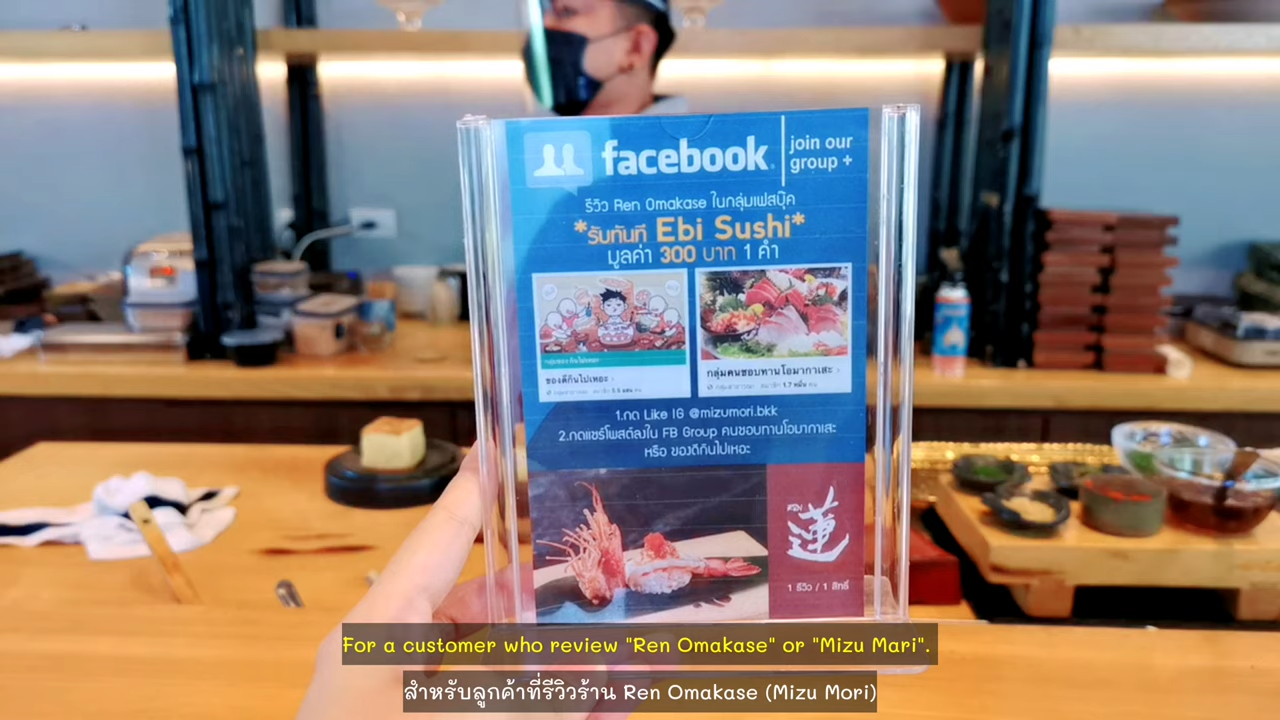 facebook
join our
group +
รีวิว Ren Omakase ในกลุ่มเฟสบุ๊ค
*รับทันที Ebi Sushi*
มูลค่า 300 บาท 1 คำ
ของดีกินไปเหอะ
กลุ่มคนชอบทานโอมากาเสะ
1.กด Like IG @mizumori.bkk
2.กดแชร์โพสต์ลงใน FB Group คนชอบทานโอมากาเสะ
หรือ ของดีกินไปเหอะ
蓮
1 รีวิว / 1 สิทธิ์
For a customer who review "Ren Omakase" or "Mizu Mari".
สำหรับลูกค้าที่รีวิวร้าน Ren Omakase (Mizu Mori)